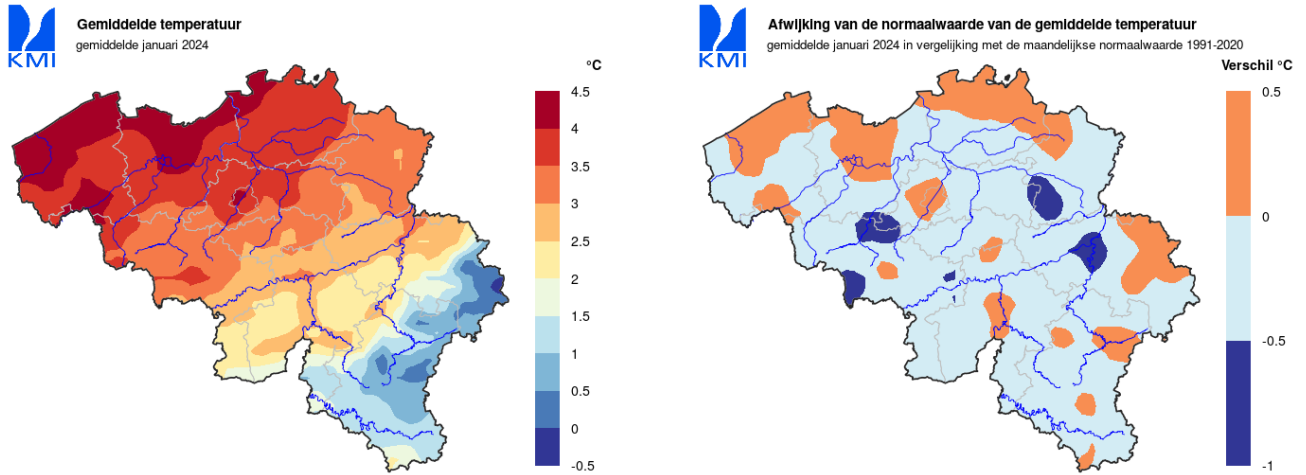 Gemiddelde temperatuur
gemiddelde januari 2024
KMI
°C
4.5
4
3.5
3
2.5
2
1.5
1
0.5
0
-0.5
Afwijking van de normaalwaarde van de gemiddelde temperatuur
gemiddelde januari 2024 in vergelijking met de maandelijkse normaalwaarde 1991-2020
KMI
Verschil °C
0.5
0
-0.5
-1